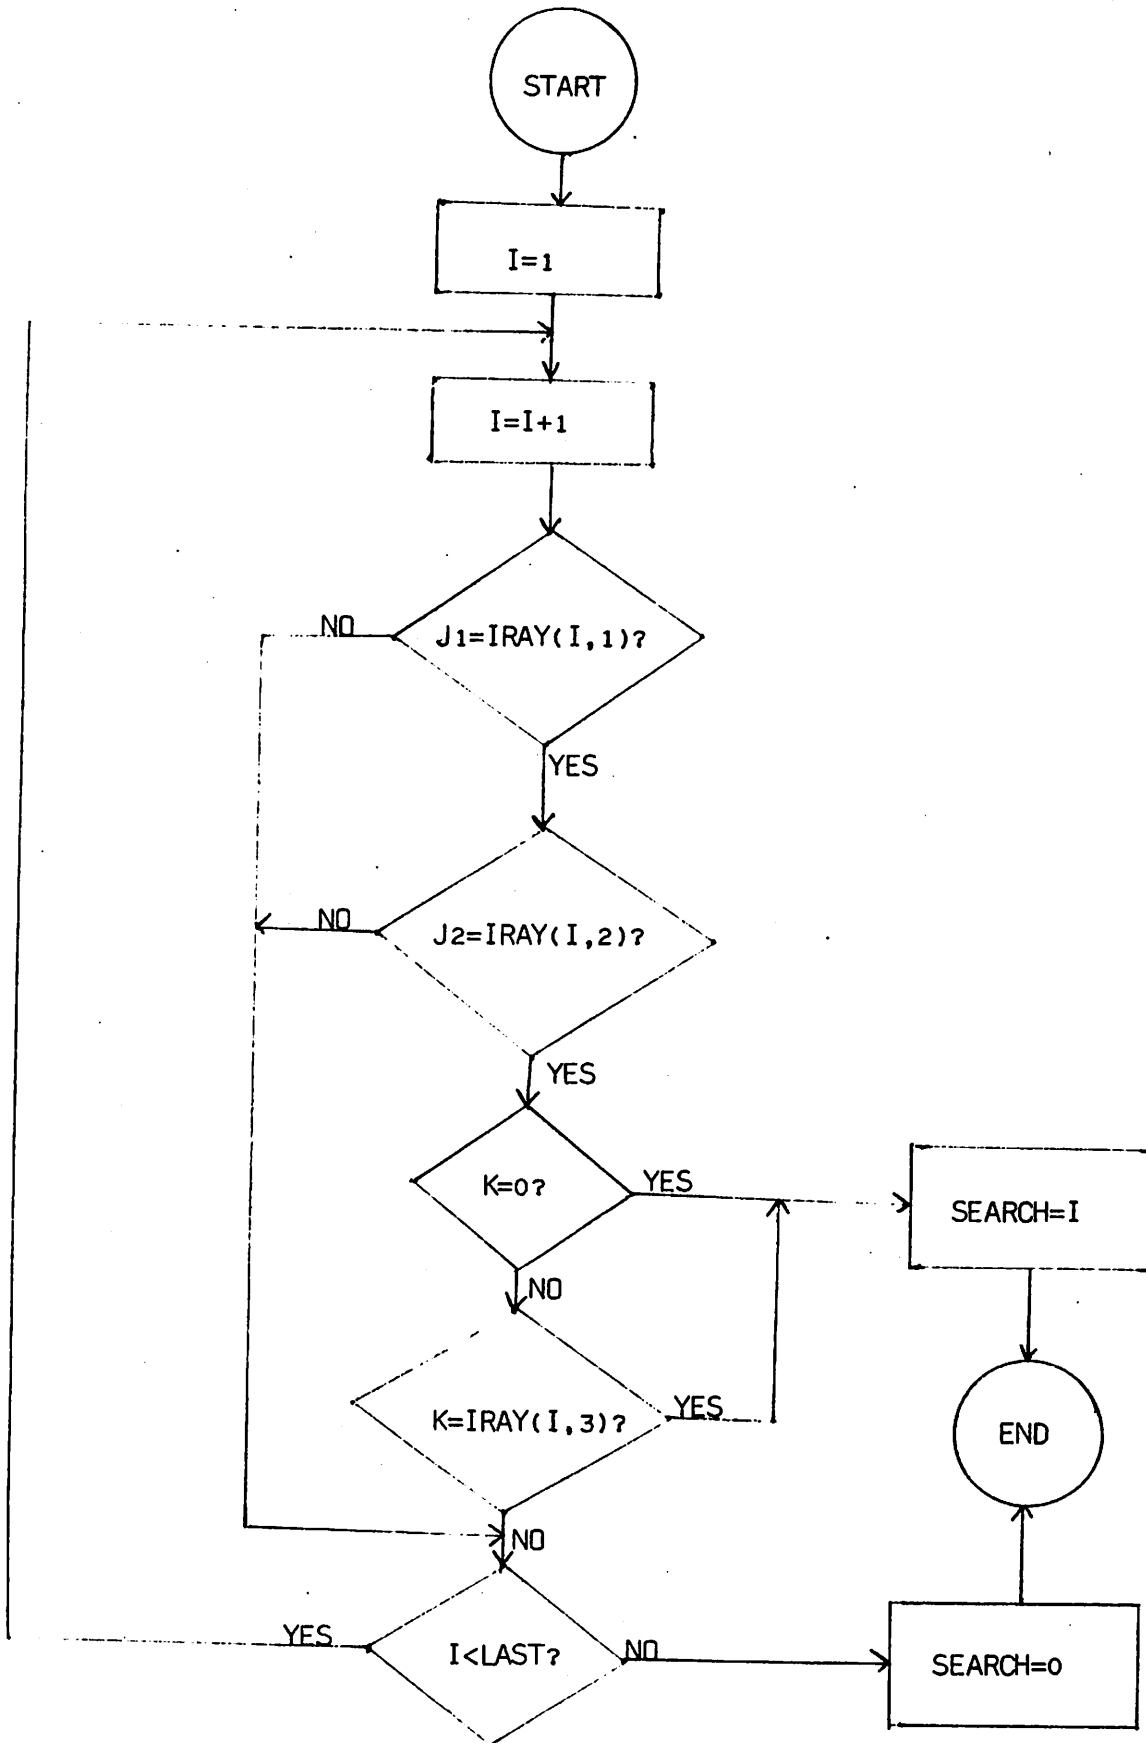 START
I=1
I=I+1
NO
J1=IRAY(I,1)?
YES
NO
J2=IRAY(I,2)?
YES
K=0?
YES
SEARCH=I
NO
K=IRAY(I,3)?
YES
END
NO
YES
I<LAST?
NO
SEARCH=0